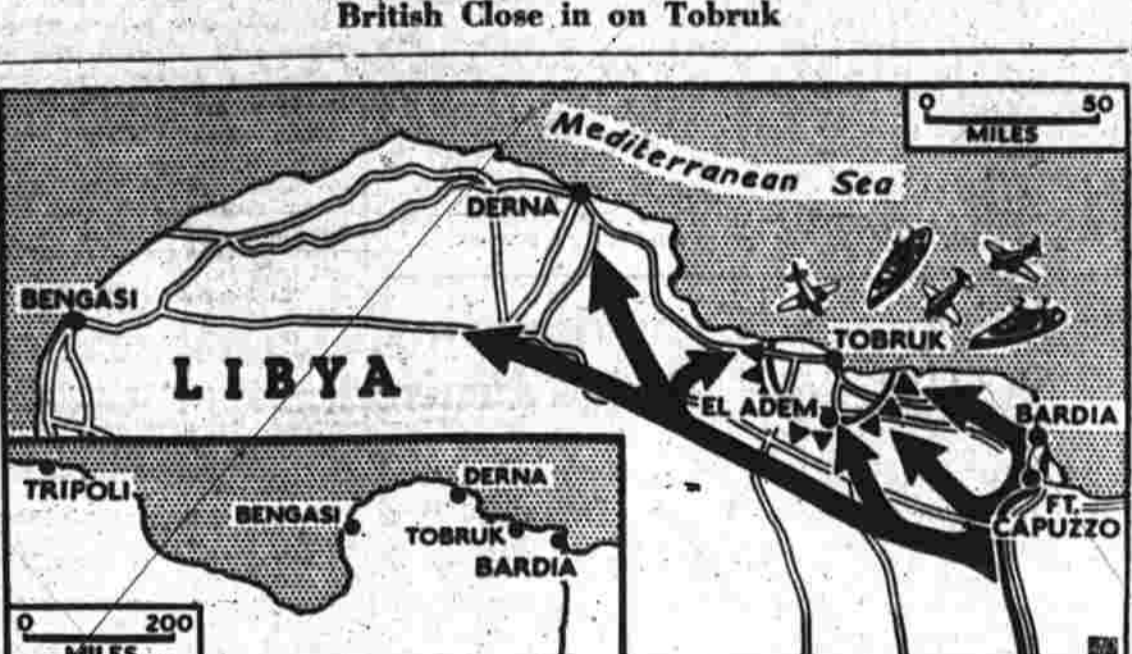 British Close in on Tobruk
0 50
MILES
Mediterranean Sea
DERNA
BENGASI
TOBRUK
LIBYA
EL ADEM
BARDIA
FT.
CAPUZZO
TRIPOLI
DERNA
BENGASI
TOBRUK
BARDIA
0 200
MILES